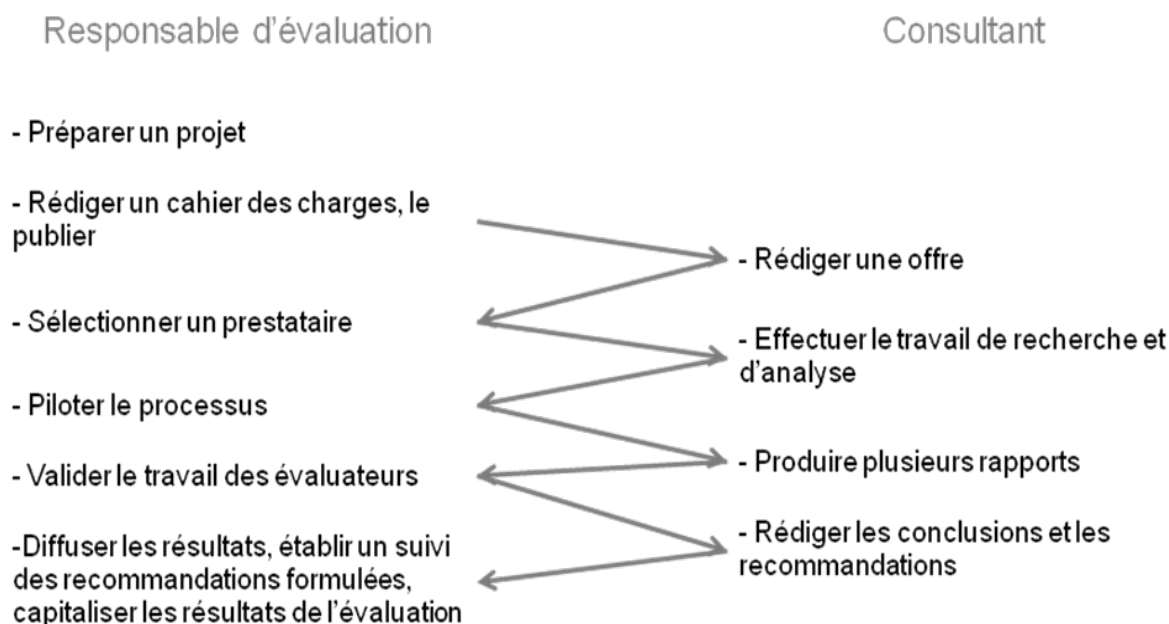 Responsable d'évaluation
Consultant
- Préparer un projet
- Rédiger un cahier des charges, le
publier
- Rédiger une offre
- Sélectionner un prestataire
- Effectuer le travail de recherche et
d'analyse
- Piloter le processus
- Produire plusieurs rapports
- Valider le travail des évaluateurs
- Rédiger les conclusions et les
recommandations
-Diffuser les résultats, établir un suivi
des recommandations formulées,
capitaliser les résultats de l'évaluation